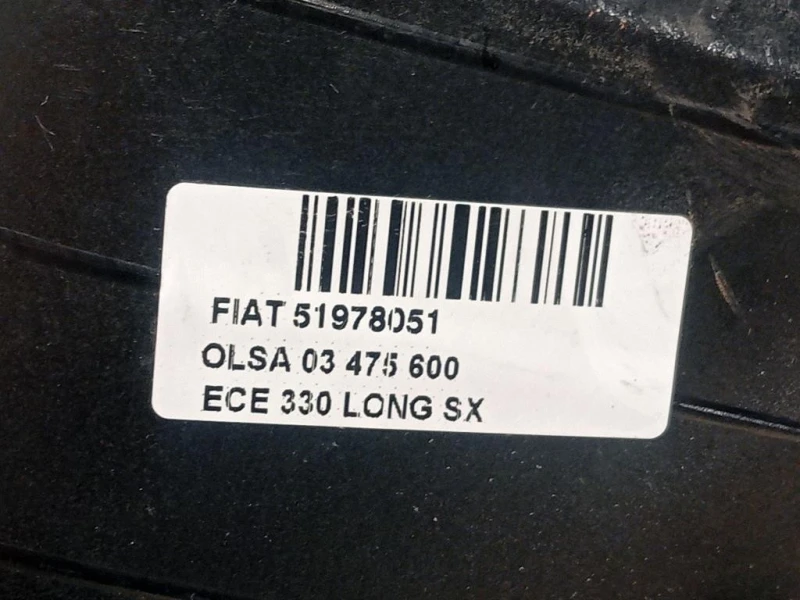 FIAT 51978051
OLSA 03 475 600
ECE 330 LONG SX